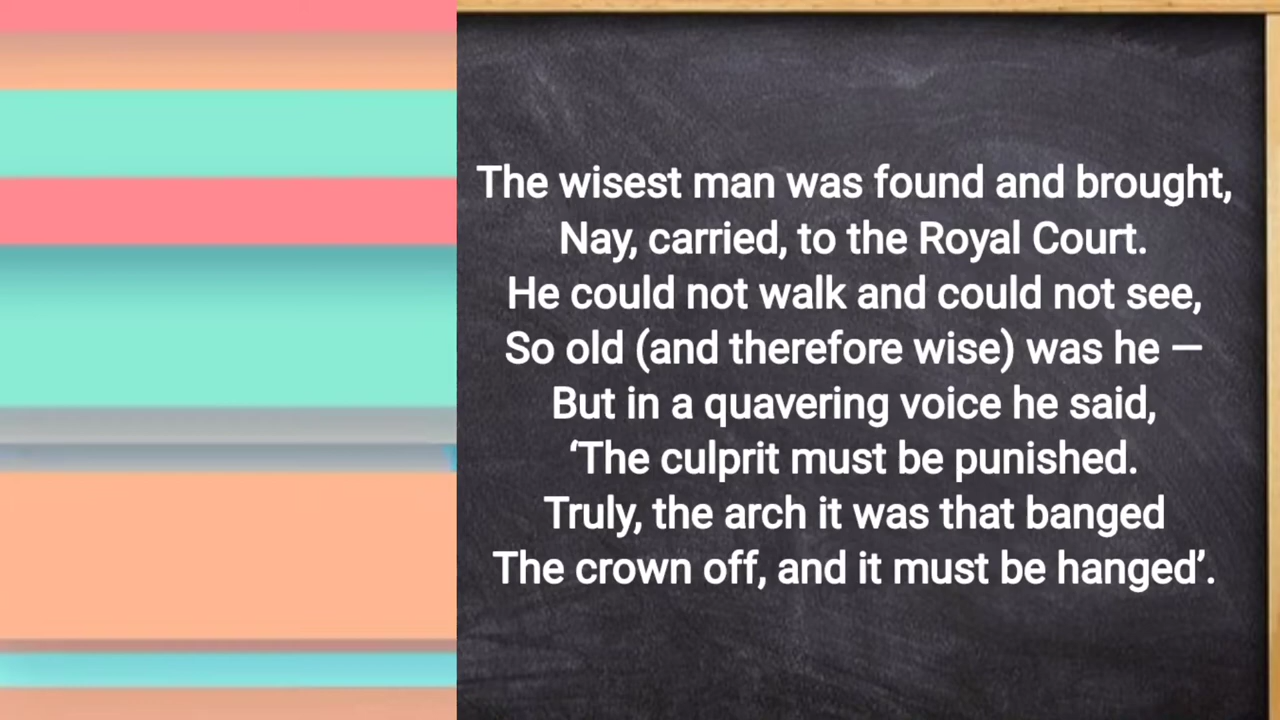 The wisest man was found and brought,
Nay, carried, to the Royal Court.
He could not walk and could not see,
So old (and therefore wise) was he —
But in a quavering voice he said,
‘The culprit must be punished.
Truly, the arch it was that banged
The crown off, and it must be hanged’.